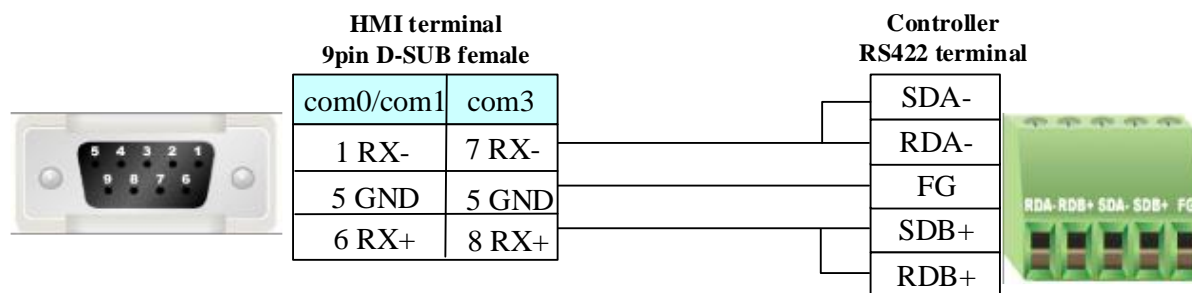 HMI terminal
9pin D-SUB female
Controller
RS422 terminal
com0/com1 com3
1 RX- 7 RX-
5 GND 5 GND
6 RX+ 8 RX+
SDA-
RDA-
FG
SDB+
RDB+
5 4 3 2 1
9 8 7 6
RDA- RDB+ SDA- SDB+ FG